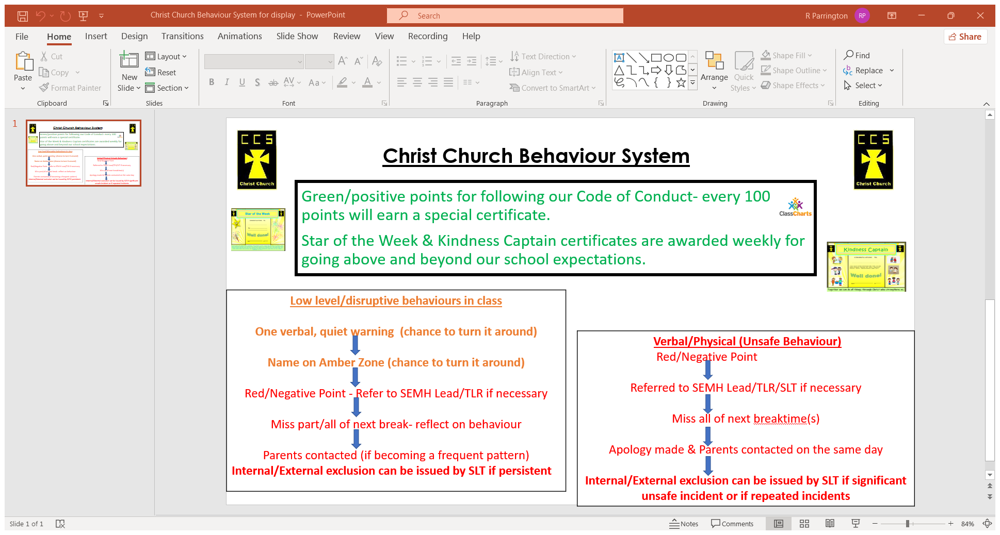 Christ Church Behaviour System for display - PowerPoint
Search
R Parrington
RP
File
Home
Insert
Design
Transitions
Animations
Slide Show
Review
View
Recording
Help
Share
Paste
Cut
Copy
Format Painter
Clipboard
New
Slide
Layout
Reset
Section
Slides
Font
Text Direction
Align Text
Convert to SmartArt
Paragraph
Arrange
Quick
Styles
Shape Fill
Shape Outline
Shape Effects
Drawing
Find
Replace
Select
Editing
1
CCS
Christ Church
Christ Church Behaviour System
CCS
Christ Church
Green/positive points for following our Code of Conduct- every 100
points will earn a special certificate.
ClassCharts
Star of the Week & Kindness Captain certificates are awarded weekly for
going above and beyond our school expectations.
Star of the Week
Well done!
Kindness Captain
Well done!
Together we can do all things, through Christ who strengthens us.
Low level/disruptive behaviours in class
One verbal, quiet warning (chance to turn it around)
Name on Amber Zone (chance to turn it around)
Red/Negative Point - Refer to SEMH Lead/TLR if necessary
Miss part/all of next break- reflect on behaviour
Parents contacted (if becoming a frequent pattern)
Internal/External exclusion can be issued by SLT if persistent
Verbal/Physical (Unsafe Behaviour)
Red/Negative Point
Referred to SEMH Lead/TLR/SLT if necessary
Miss all of next breaktime(s)
Apology made & Parents contacted on the same day
Internal/External exclusion can be issued by SLT if significant
unsafe incident or if repeated incidents
Slide 1 of 1
Notes
Comments
84%